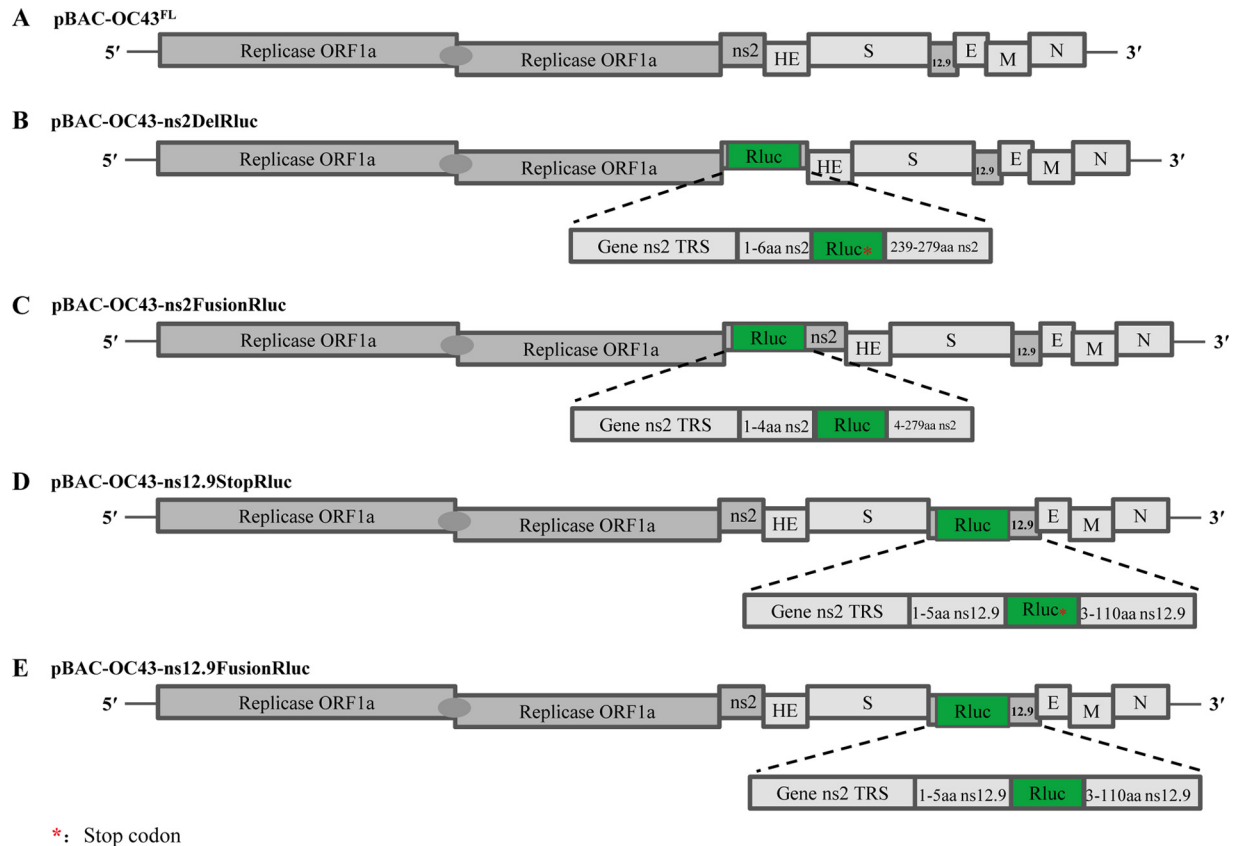 A pBAC-OC43FL
5′ Replicase ORF1a Replicase ORF1a ns2 HE S 12.9 E M N 3′
B pBAC-OC43-ns2DelRluc
5′ Replicase ORF1a Replicase ORF1a Rluc HE S 12.9 E M N 3′
Gene ns2 TRS 1-6aa ns2 Rluc* 239-279aa ns2
C pBAC-OC43-ns2FusionRluc
5′ Replicase ORF1a Replicase ORF1a Rluc ns2 HE S 12.9 E M N 3′
Gene ns2 TRS 1-4aa ns2 Rluc 4-279aa ns2
D pBAC-OC43-ns12.9StopRluc
5′ Replicase ORF1a Replicase ORF1a ns2 HE S Rluc 12.9 E M N 3′
Gene ns2 TRS 1-5aa ns12.9 Rluc* 3-110aa ns12.9
E pBAC-OC43-ns12.9FusionRluc
5′ Replicase ORF1a Replicase ORF1a ns2 HE S Rluc 12.9 E M N 3′
Gene ns2 TRS 1-5aa ns12.9 Rluc 3-110aa ns12.9
*: Stop codon